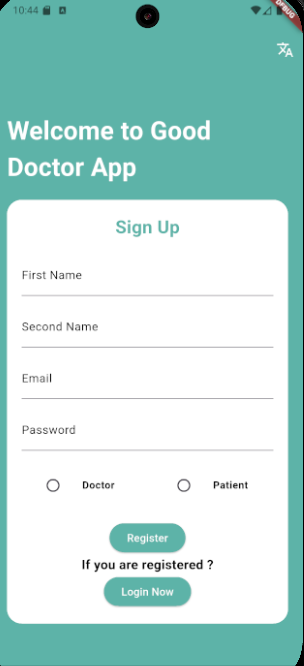 10:44
DEBUG
Welcome to Good
Doctor App
Sign Up
First Name
Second Name
Email
Password
Doctor Patient
Register
If you are registered ?
Login Now